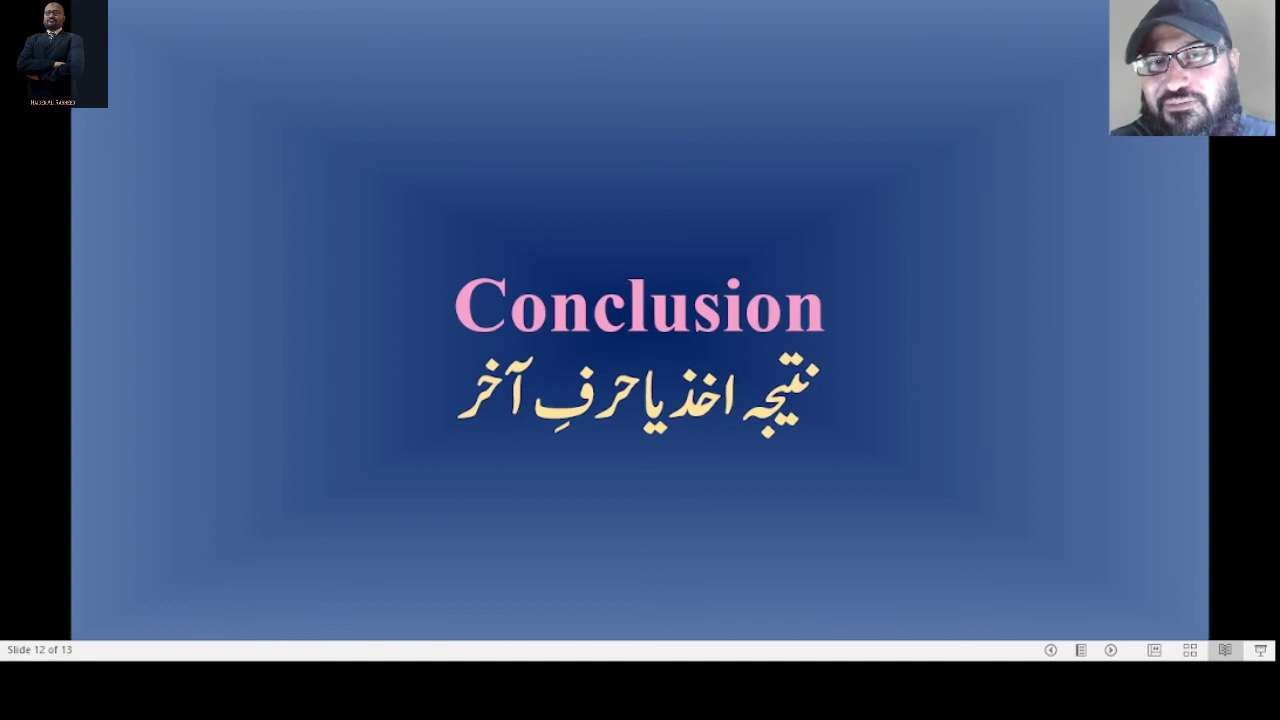 Conclusion
نتیجہ اخذ یا حرفِ آخر
Slide 12 of 13